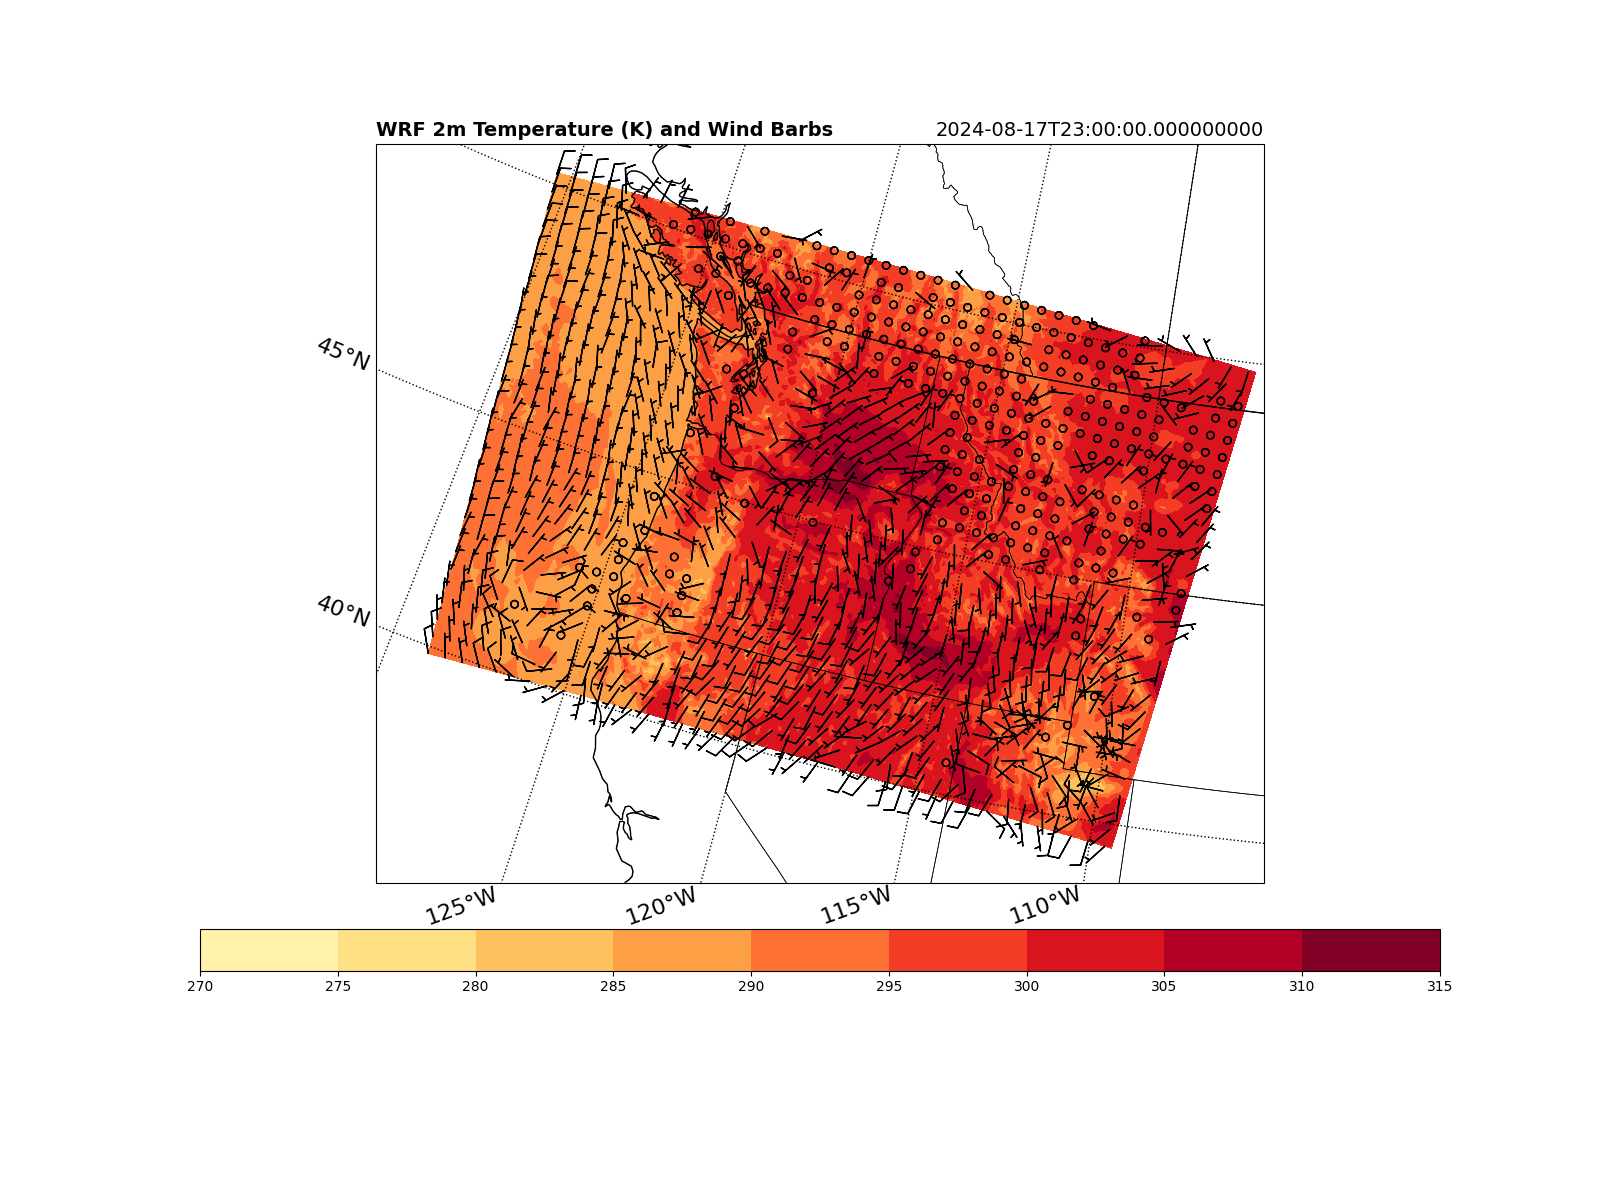 WRF 2m Temperature (K) and Wind Barbs 2024-08-17T23:00:00.000000000
45°N
40°N
125°W 120°W 115°W 110°W
270 275 280 285 290 295 300 305 310 315